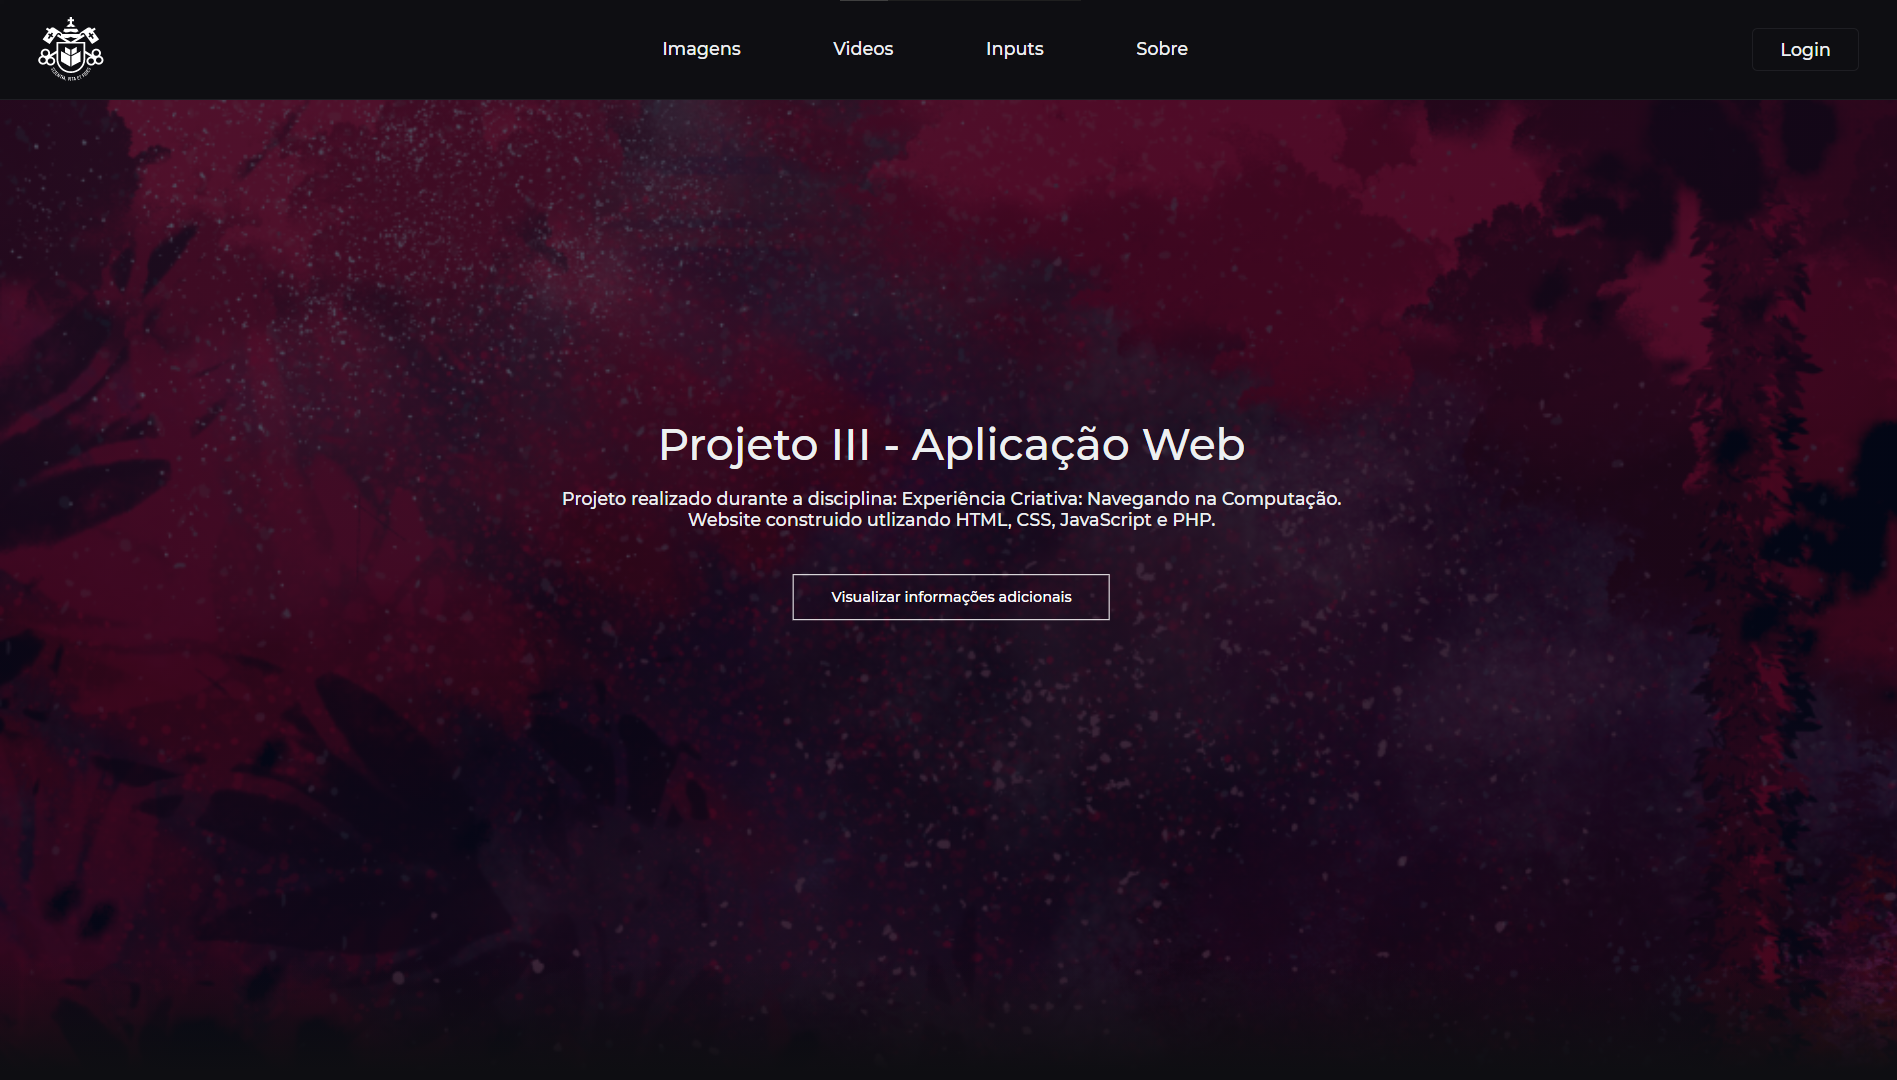 Imagens
Videos
Inputs
Sobre
Login
Projeto III - Aplicação Web
Projeto realizado durante a disciplina: Experiência Criativa: Navegando na Computação.
Website construido utlizando HTML, CSS, JavaScript e PHP.
Visualizar informações adicionais